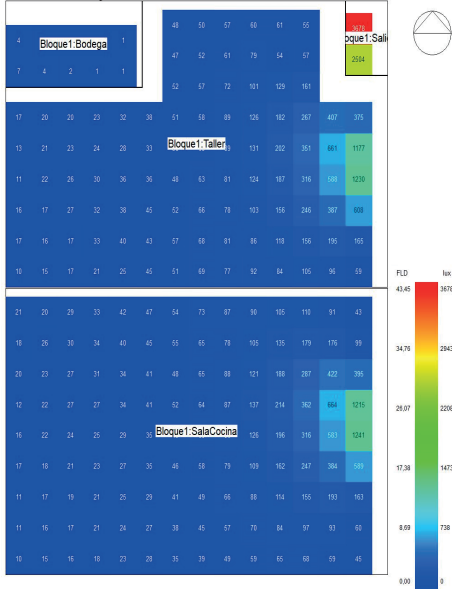 48 50 57 60 61 55
3678
4 Bloque1:Bodega 1
oque1:Sali
47 52 61 79 54 57
2504
7 4 2 1 1
52 57 72 101 129 161
17 20 20 23 32 38 51 58 89 126 182 267 407 375
13 21 23 24 28 33 Bloque1:Taller 131 202 351 661 1177
11 22 26 30 36 36 48 63 81 124 187 316 588 1230
16 17 27 32 38 45 52 66 78 103 156 246 387 608
17 16 17 33 40 43 57 68 81 86 118 156 195 165
10 15 17 21 25 45 51 69 77 92 84 105 96 59
FLD lux
43,45 3678
21 20 29 33 42 47 54 73 87 90 105 110 91 43
18 26 30 34 40 45 55 65 78 105 135 179 176 99
34,76 2943
20 23 27 31 34 41 48 65 88 121 188 287 422 395
12 22 27 27 34 41 52 64 87 137 214 362 664 1215
26,07 2208
16 22 24 25 29 35 Bloque1:SalaCocina 126 196 316 583 1241
17 18 21 23 27 35 46 58 79 109 162 247 384 589
17,38 1473
11 17 19 21 25 29 41 49 66 88 114 155 193 163
11 16 17 21 24 27 38 45 57 70 84 97 93 60
8,69 738
10 15 16 18 23 28 35 39 49 59 65 68 59 45
0,00 0